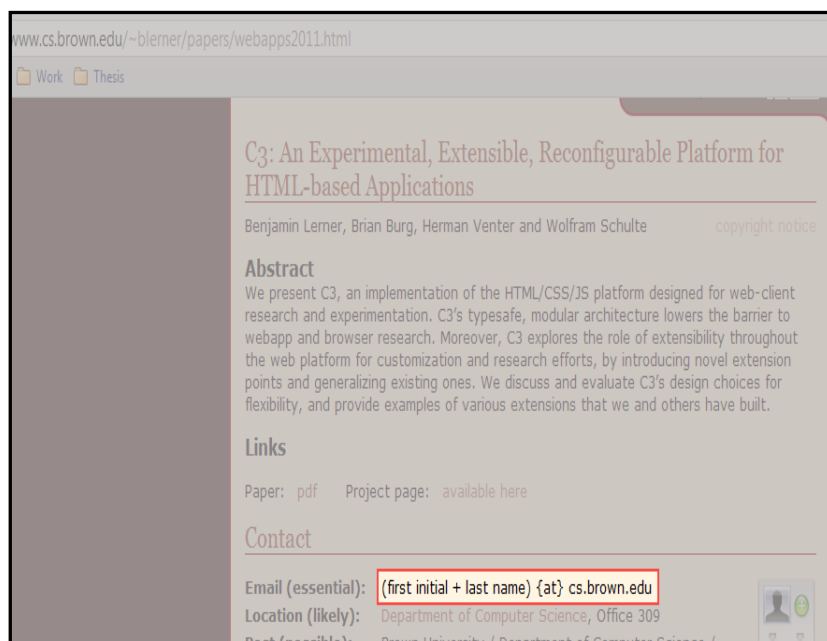 www.cs.brown.edu/~blerner/papers/webapps2011.html
Work Thesis
C3: An Experimental, Extensible, Reconfigurable Platform for
HTML-based Applications
Benjamin Lerner, Brian Burg, Herman Venter and Wolfram Schulte copyright notice
Abstract
We present C3, an implementation of the HTML/CSS/JS platform designed for web-client
research and experimentation. C3's typesafe, modular architecture lowers the barrier to
webapp and browser research. Moreover, C3 explores the role of extensibility throughout
the web platform for customization and research efforts, by introducing novel extension
points and generalizing existing ones. We discuss and evaluate C3's design choices for
flexibility, and provide examples of various extensions that we and others have built.
Links
Paper: pdf Project page: available here
Contact
Email (essential): (first initial + last name) {at} cs.brown.edu
Location (likely): Department of Computer Science, Office 309